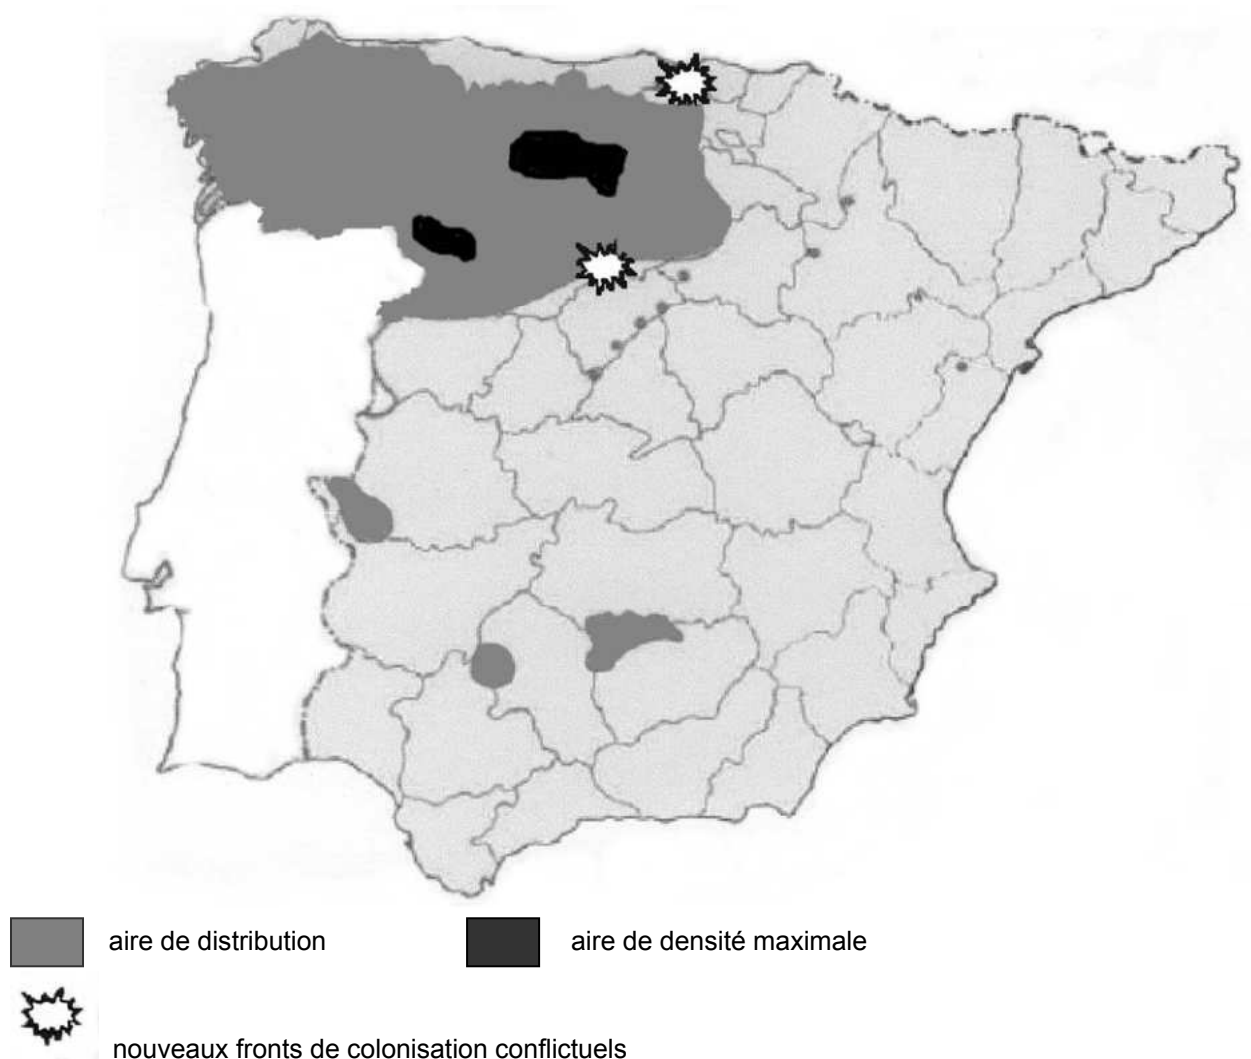 aire de distribution
aire de densité maximale
nouveaux fronts de colonisation conflictuels